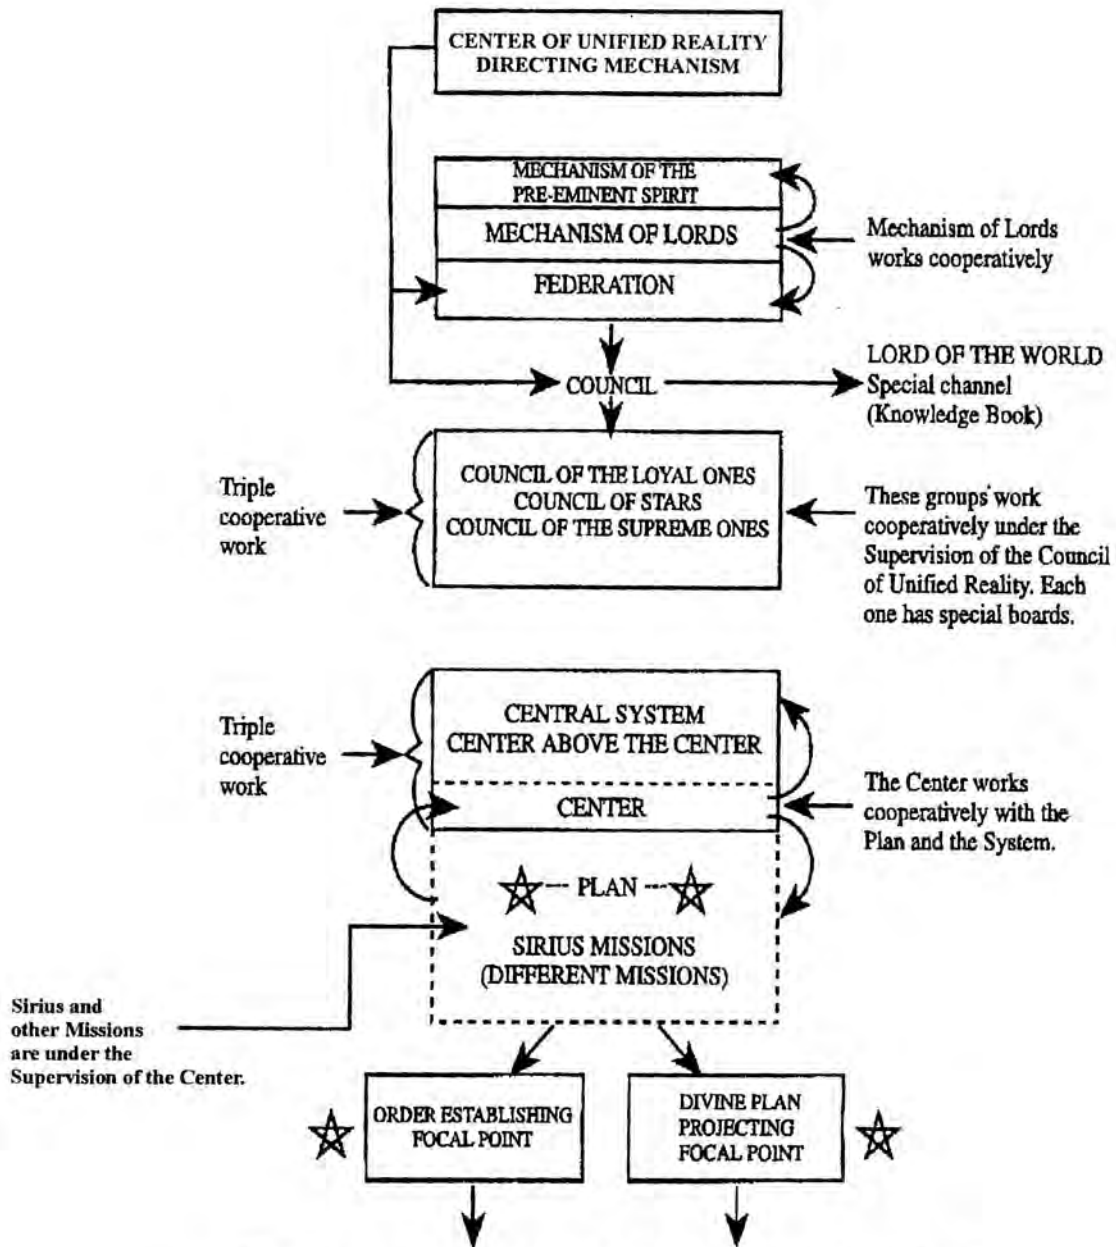 CENTER OF UNIFIED REALITY
DIRECTING MECHANISM
MECHANISM OF THE
PRE-EMINENT SPIRIT
MECHANISM OF LORDS
FEDERATION
Mechanism of Lords
works cooperatively
COUNCIL
LORD OF THE WORLD
Special channel
(Knowledge Book)
Triple
cooperative
work
COUNCIL OF THE LOYAL ONES
COUNCIL OF STARS
COUNCIL OF THE SUPREME ONES
These groups' work
cooperatively under the
Supervision of the Council
of Unified Reality. Each
one has special boards.
Triple
cooperative
work
CENTRAL SYSTEM
CENTER ABOVE THE CENTER
CENTER
The Center works
cooperatively with the
Plan and the System.
PLAN
SIRIUS MISSIONS
(DIFFERENT MISSIONS)
Sirius and
other Missions
are under the
Supervision of the Center.
ORDER ESTABLISHING
FOCAL POINT
DIVINE PLAN
PROJECTING
FOCAL POINT